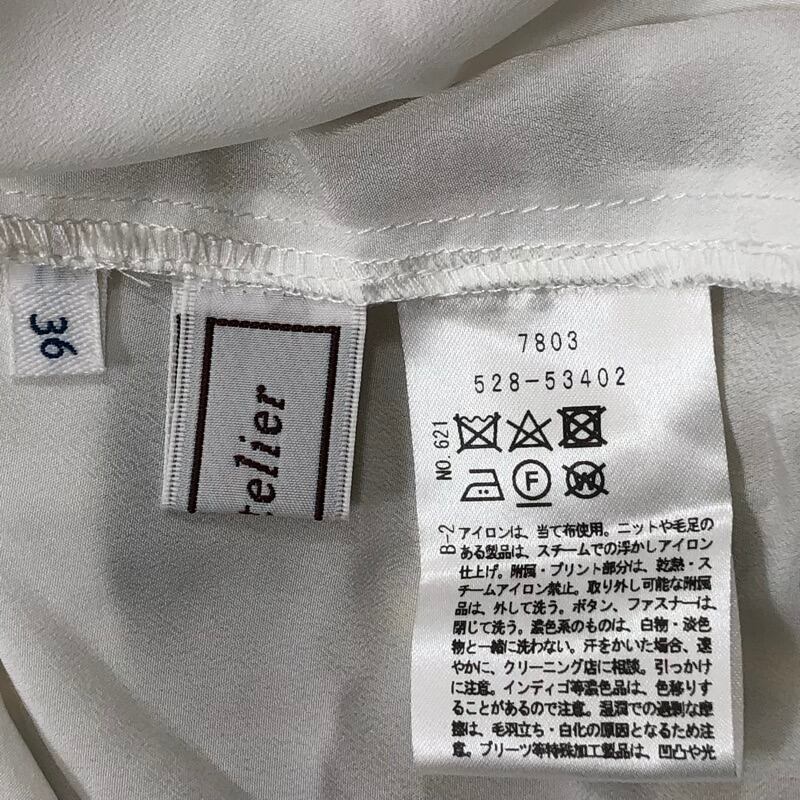 36
telier
7803
528-53402
NO.621
F
W
B-2
アイロンは、当て布使用。ニットや毛足の
ある製品は、スチームでの浮かしアイロン
仕上げ。附属・プリント部分は、乾熱・ス
チームアイロン禁止。取り外し可能な附属
品は、外して洗う。ボタン、ファスナーは、
閉じて洗う。濃色系のものは、白物・淡色
物と一緒に洗わない。汗をかいた場合、速
やかに、クリーニング店に相談。引っかけ
に注意。インディゴ等濃色品は、色移りす
ることがあるので注意。湿潤での過剰な摩
擦は、毛羽立ち・白化の原因となるため注
意。プリーツ等特殊加工製品は、凹凸や光